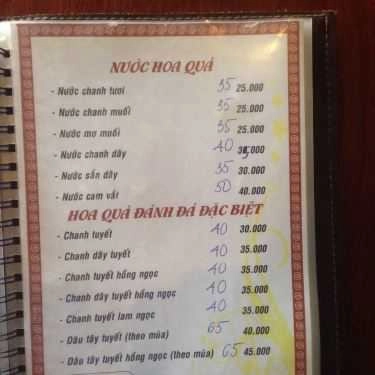 NƯỚC HOA QUẢ
- Nước chanh tươi 35 25.000
- Nước chanh muối 35 25.000
- Nước mơ muối 35 25.000
- Nước chanh dây 40 35.000
- Nước sấn dây 35 30.000
- Nước cam vắt 50 40.000
HOA QUẢ ĐÁNH ĐÁ ĐẶC BIỆT
- Chanh tuyết 40 30.000
- Chanh dây tuyết 40 35.000
- Chanh tuyết hồng ngọc 40 35.000
- Chanh dây tuyết hồng ngọc 40 35.000
- Chanh tuyết lam ngọc 40 35.000
- Dâu tây tuyết (theo mùa) 65 40.000
- Dâu tây tuyết hồng ngọc (theo mùa) 65 45.000